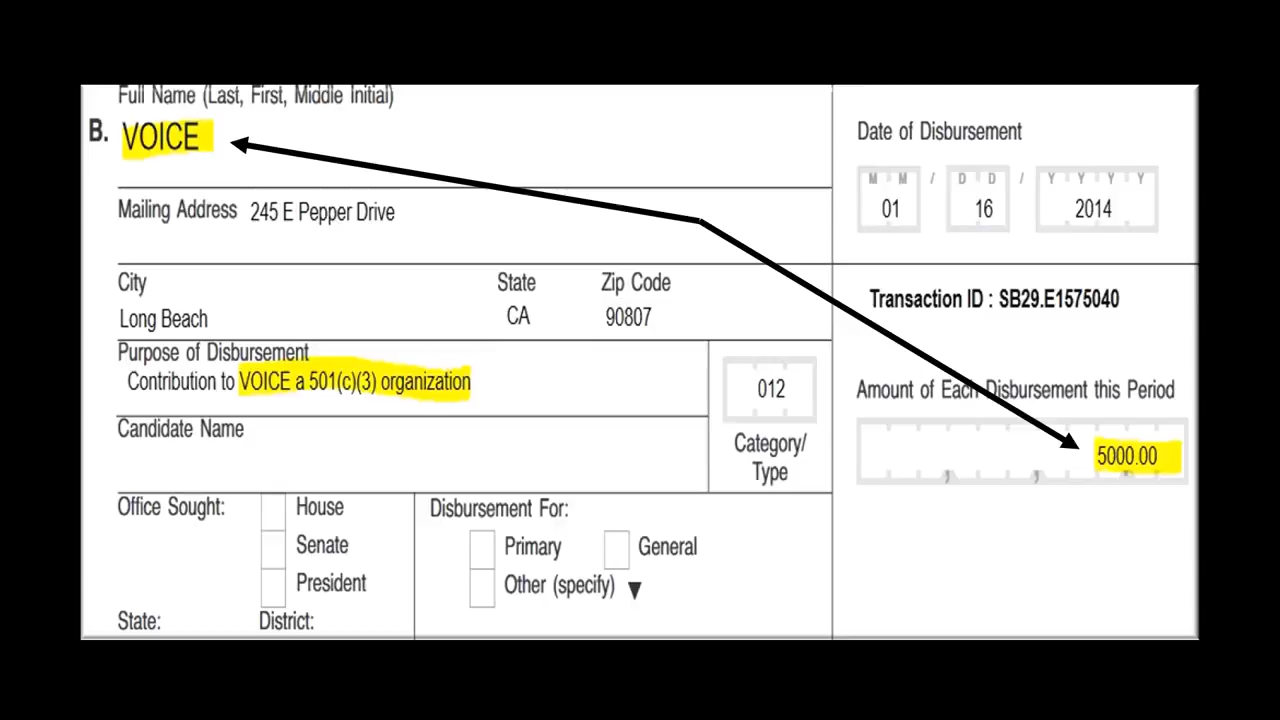 Full Name (Last, First, Middle Initial)
B. VOICE
Mailing Address 245 E Pepper Drive
City State Zip Code
Long Beach CA 90807
Purpose of Disbursement
Contribution to VOICE a 501(c)(3) organization
012
Category/
Type
Candidate Name
Office Sought: House
Senate
President
State: District:
Disbursement For:
Primary General
Other (specify) ▼
Date of Disbursement
M M / D D / Y Y Y Y
01 16 2014
Transaction ID : SB29.E1575040
Amount of Each Disbursement this Period
5000.00